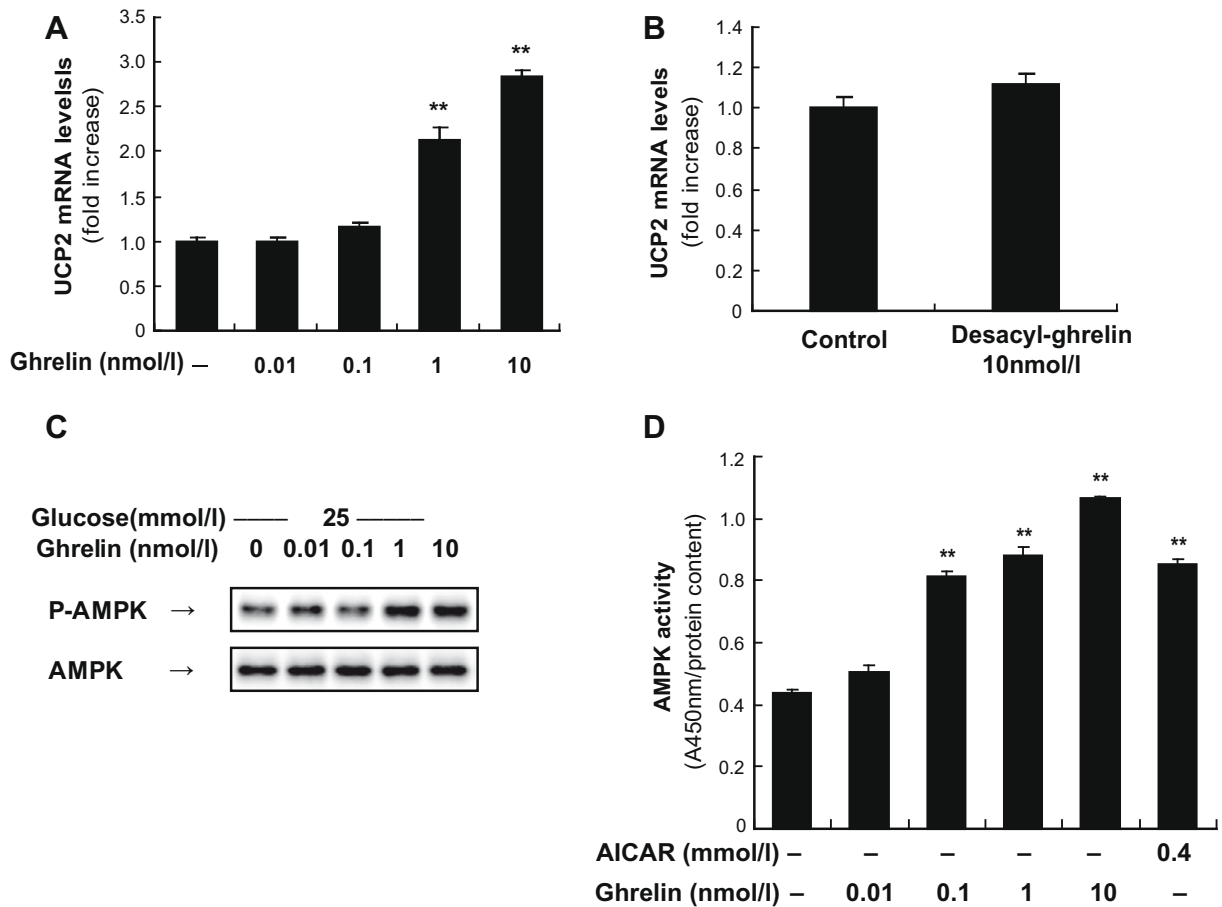 A
UCP2 mRNA levelsls
(fold increase)
3.5
3.0
2.5
2.0
1.5
1.0
0.5
0
** **
Ghrelin (nmol/l) – 0.01 0.1 1 10
B
UCP2 mRNA levels
(fold increase)
1.4
1.2
1.0
0.8
0.6
0.4
0.2
0
Control Desacyl-ghrelin
10nmol/l
C
Glucose(mmol/l) —— 25 ——
Ghrelin (nmol/l) 0 0.01 0.1 1 10
P-AMPK →
AMPK →
D
AMPK activity
(A450nm/protein content)
1.2
1.0
0.8
0.6
0.4
0.2
0
** ** ** **
AICAR (mmol/l) – – – – – 0.4
Ghrelin (nmol/l) – 0.01 0.1 1 10 –